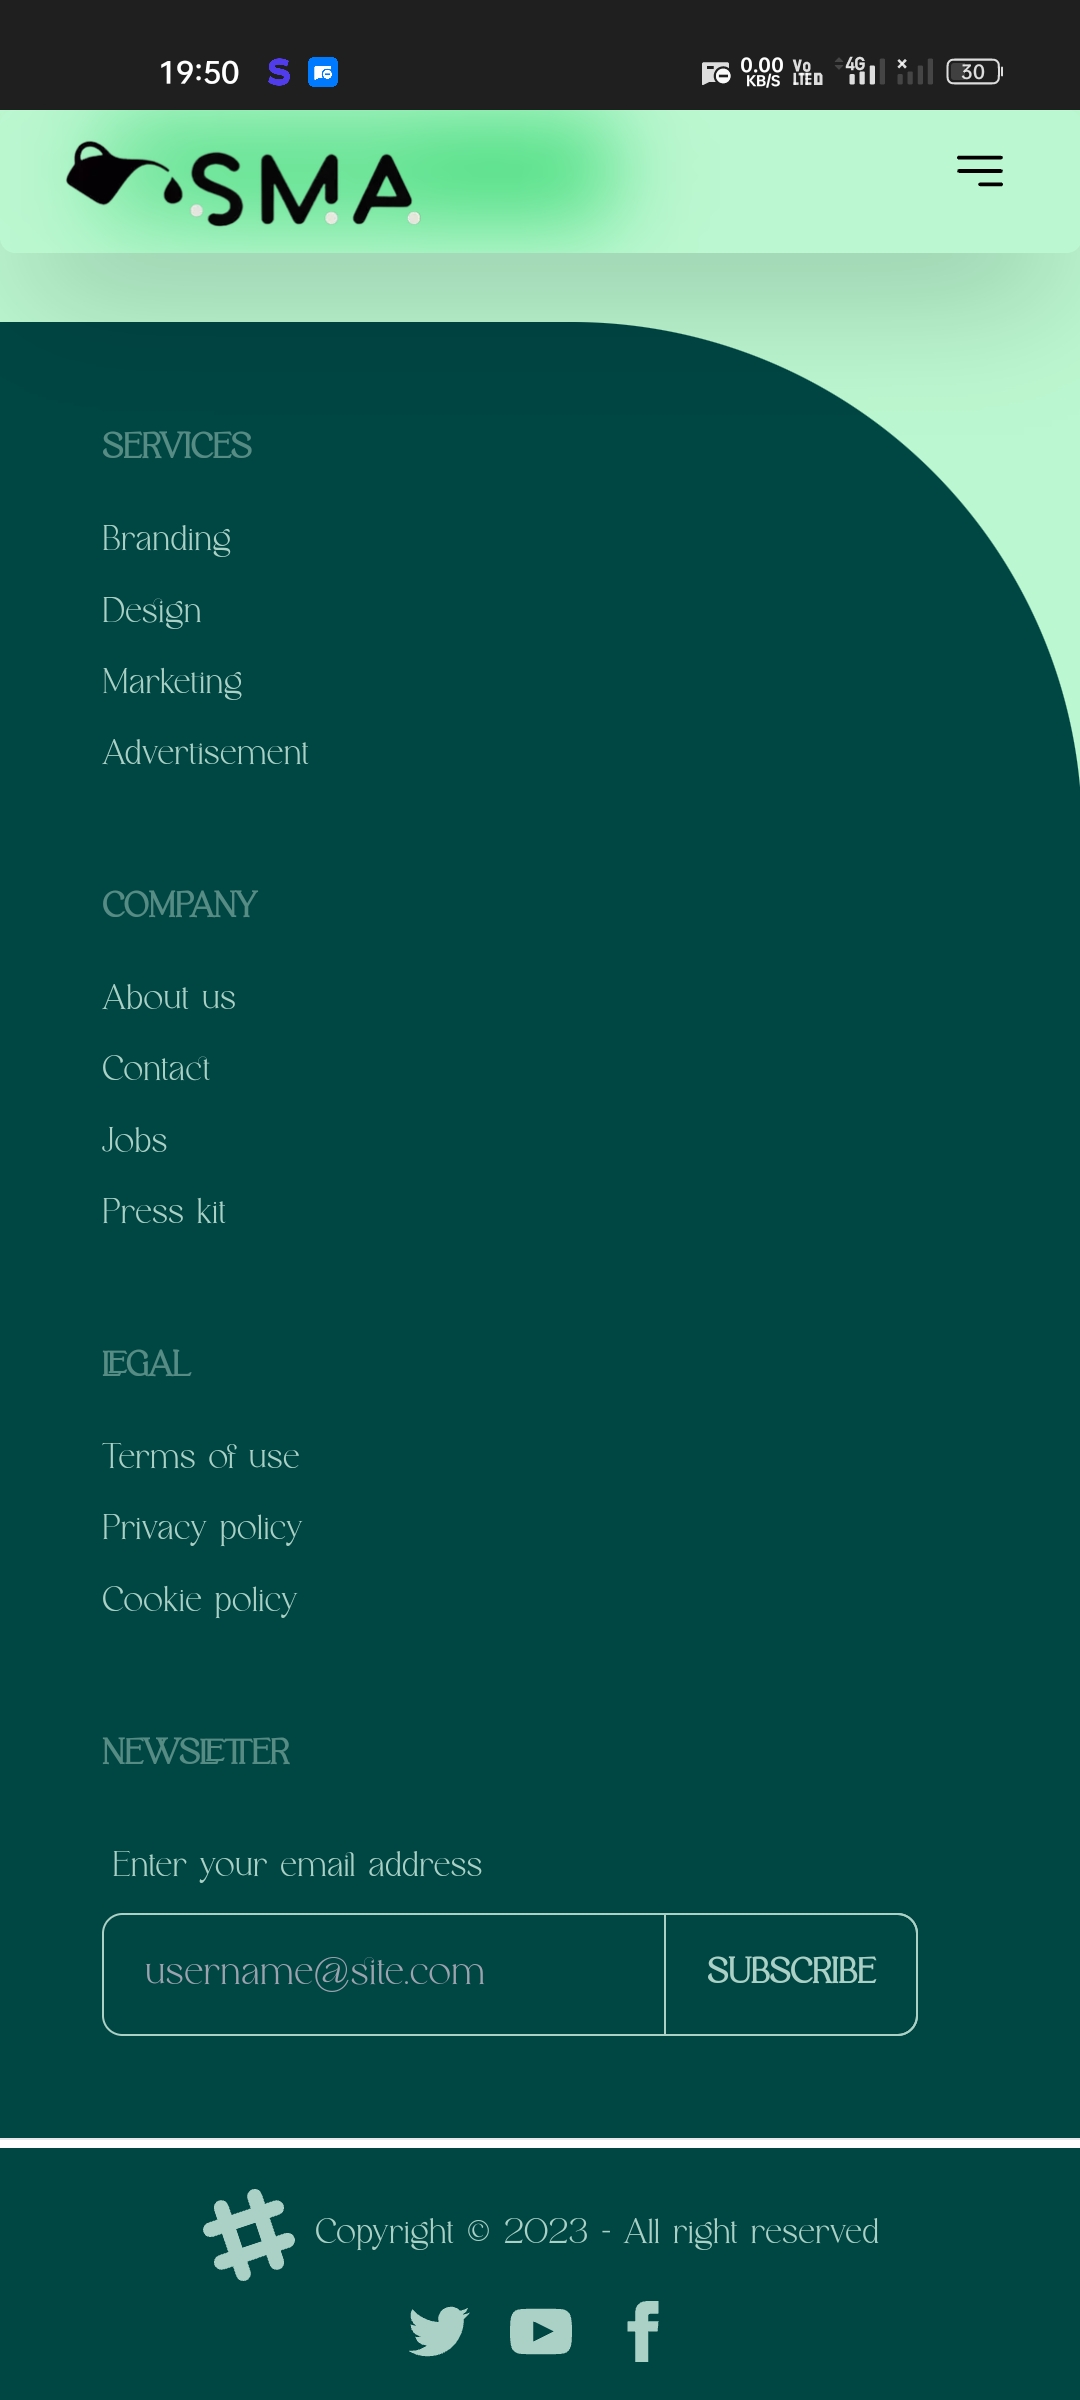 19:50
0.00
KB/S
Vo
LTED
4G
30
SMA
SERVICES
Branding
Design
Marketing
Advertisement
COMPANY
About us
Contact
Jobs
Press kit
LEGAL
Terms of use
Privacy policy
Cookie policy
NEWSLETTER
Enter your email address
username@site.com
SUBSCRIBE
Copyright © 2023 - All right reserved